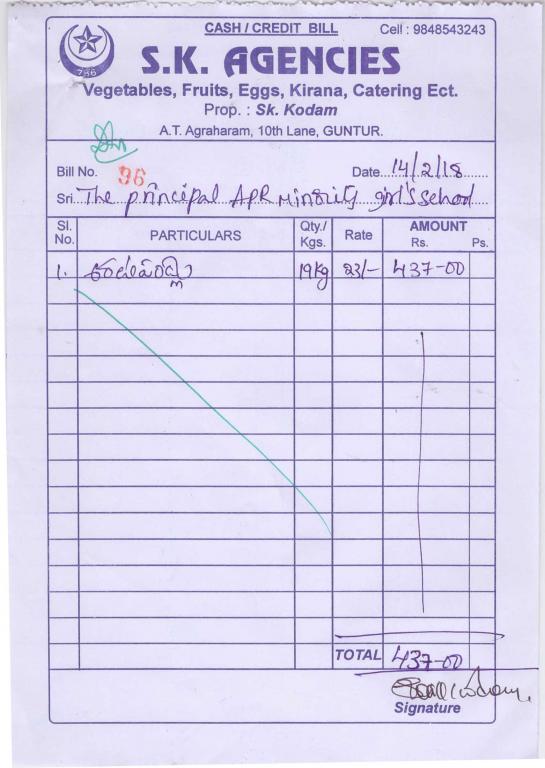 CASH / CREDIT BILL Cell : 9848543243
786
S.K. AGENCIES
Vegetables, Fruits, Eggs, Kirana, Catering Ect.
Prop. : Sk. Kodam
A.T. Agraharam, 10th Lane, GUNTUR.
Bill No. 96 Date 14/2/18
Sri. The principal APR Minority girl's School
Sl. No. PARTICULARS Qty./ Kgs. Rate AMOUNT Rs. Ps.
1. 19kg 23/- 437-00
TOTAL 437-00
Signature